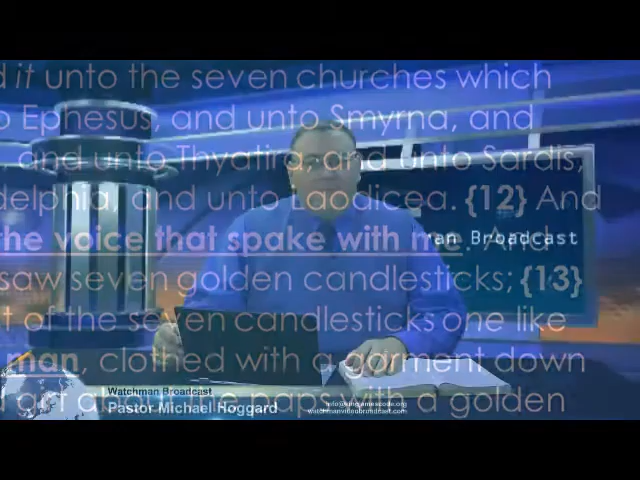 it unto the seven churches which
Ephesus, and unto Smyrna, and
and unto Thyatira, and unto Sardis,
delphia, and unto Laodicea. {12} And
the voice that spake with me. And
saw seven golden candlesticks; {13}
t of the seven candlesticks one like
man, clothed with a garment down
t about the paps with a golden
man Broadcast
Watchman Broadcast
Pastor Michael Hoggard
watchmanvideobroadcast.com